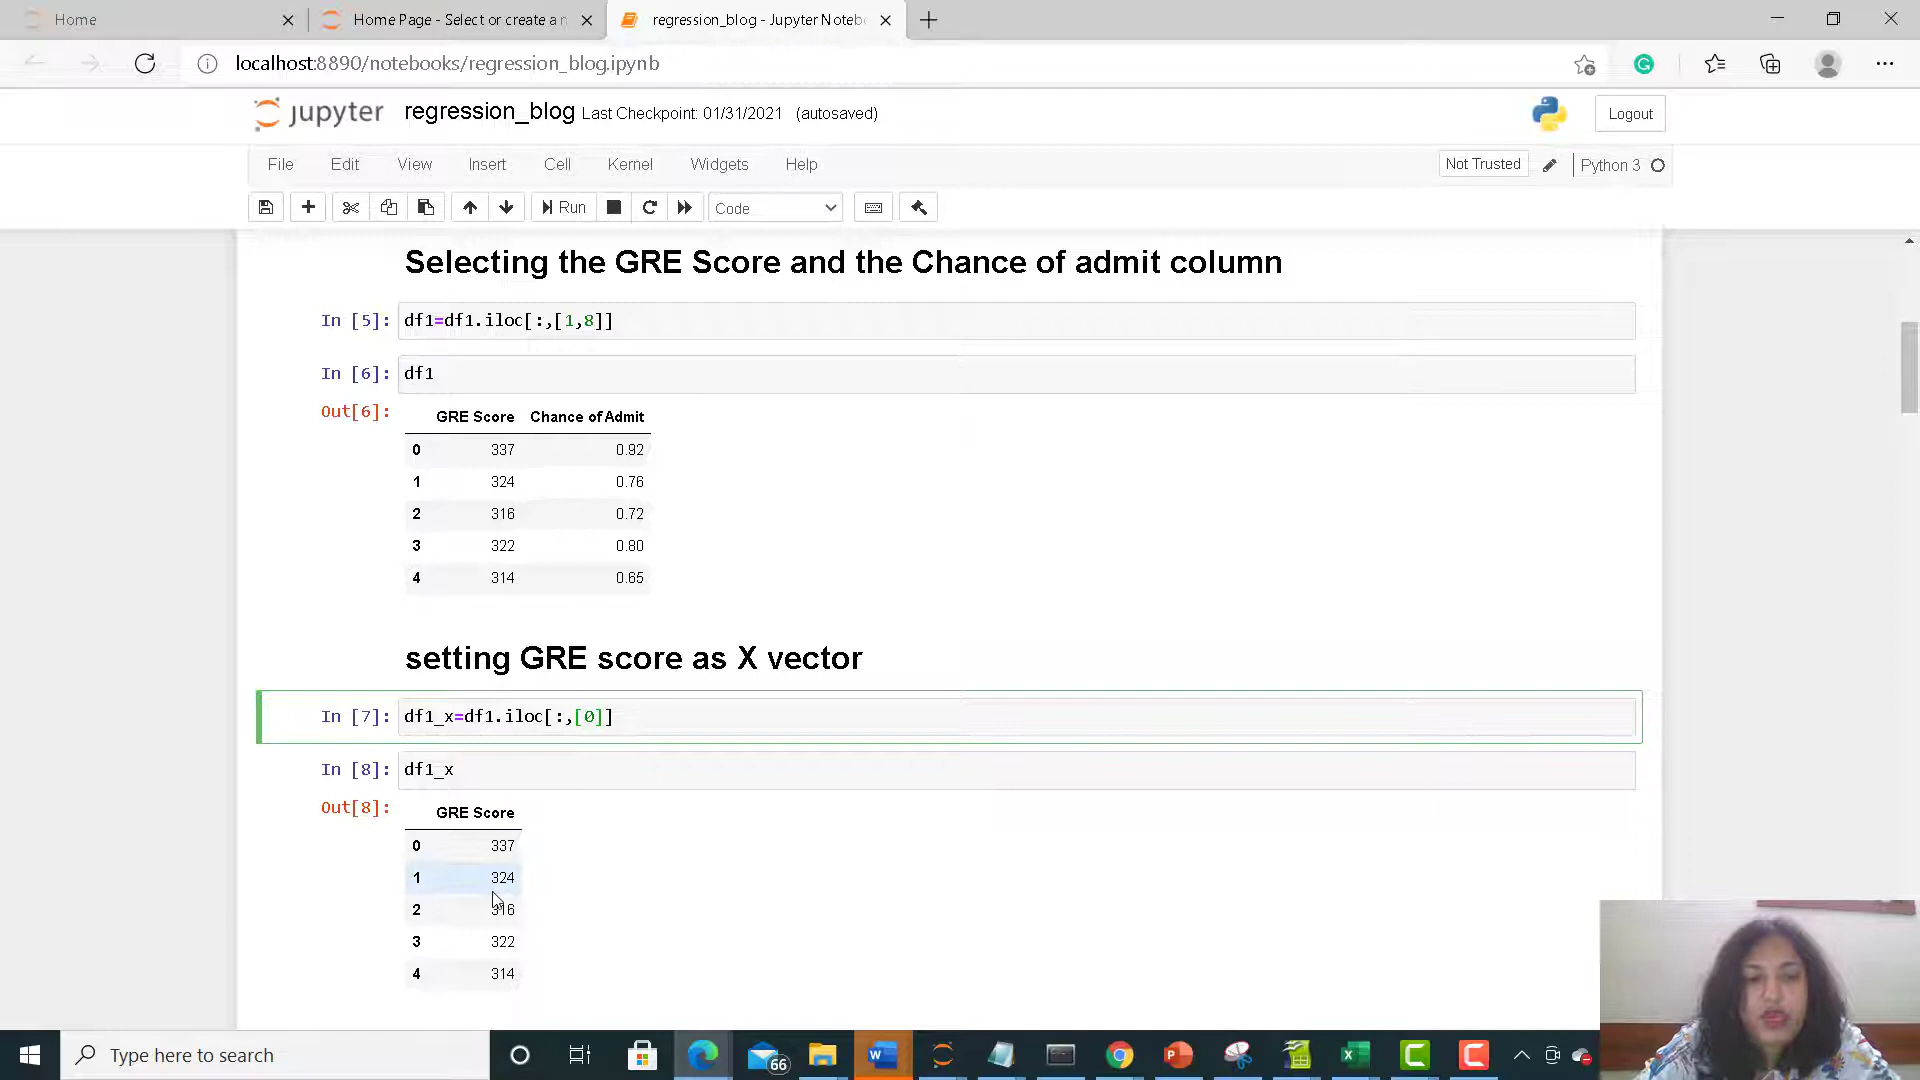 Home
Home Page - Select or create a n
regression_blog - Jupyter Noteb
localhost:8890/notebooks/regression_blog.ipynb
jupyter regression_blog Last Checkpoint: 01/31/2021 (autosaved)
Logout
File Edit View Insert Cell Kernel Widgets Help
Not Trusted
Python 3
Run
Code
Selecting the GRE Score and the Chance of admit column
In [5]: df1=df1.iloc[:,[1,8]]
In [6]: df1
Out[6]:
GRE Score Chance of Admit
0 337 0.92
1 324 0.76
2 316 0.72
3 322 0.80
4 314 0.65
setting GRE score as X vector
In [7]: df1_x=df1.iloc[:,[0]]
In [8]: df1_x
Out[8]:
GRE Score
0 337
1 324
2 316
3 322
4 314
Type here to search
66